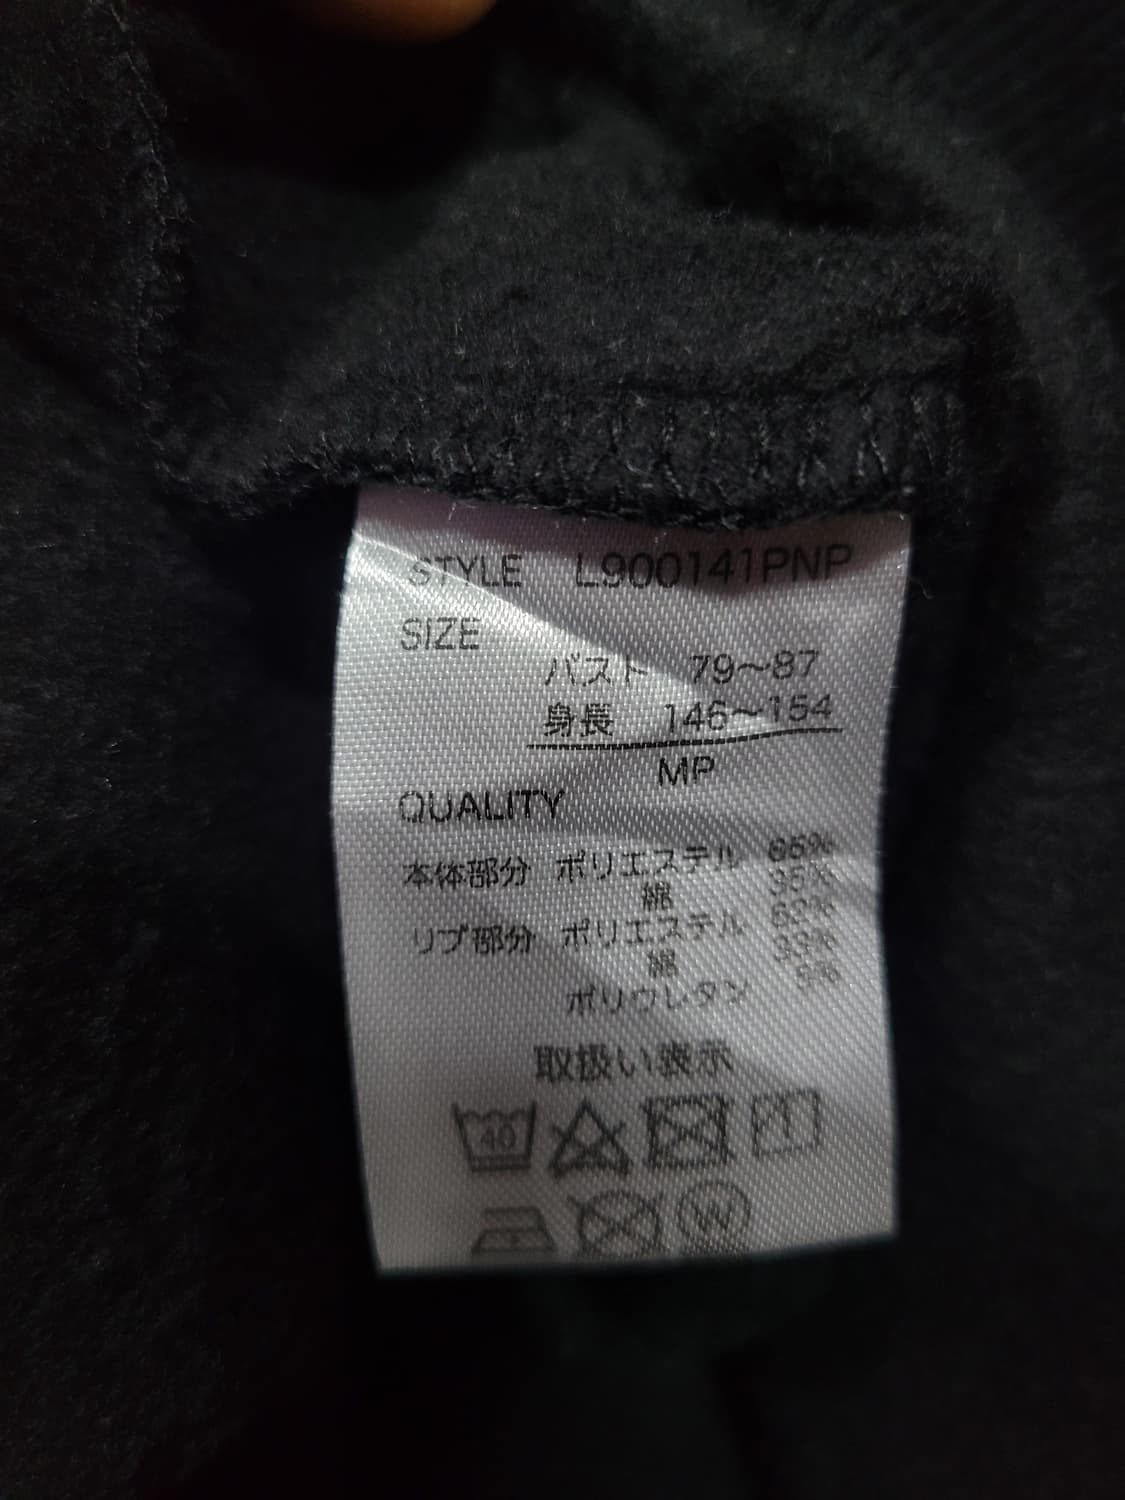 STYLE L900141PNP
SIZE
バスト 79〜87
身長 146〜154
MP
QUALITY
本体部分 ポリエステル 65%
綿 35%
リブ部分 ポリエステル 62%
綿 33%
ポリウレタン 5%
取扱い表示
40
W